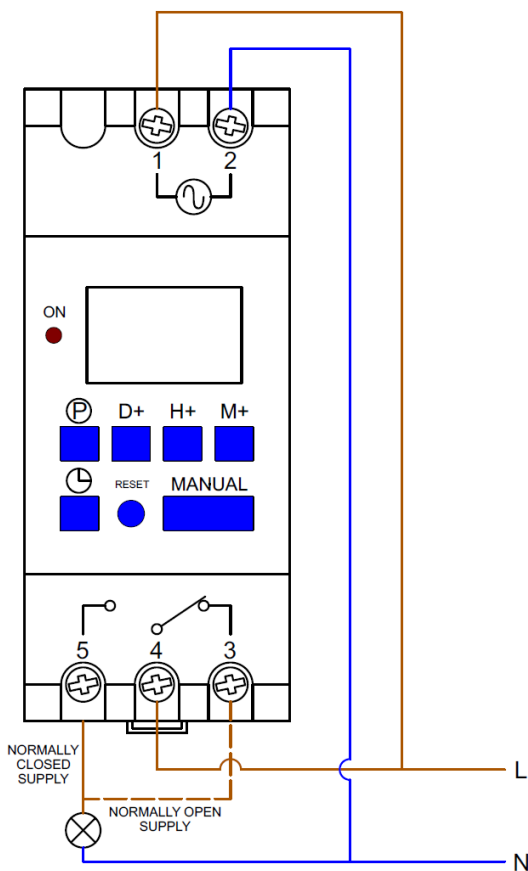 1 2
ON
P D+ H+ M+
RESET MANUAL
5 4 3
NORMALLY
CLOSED
SUPPLY
L
NORMALLY OPEN
SUPPLY
N